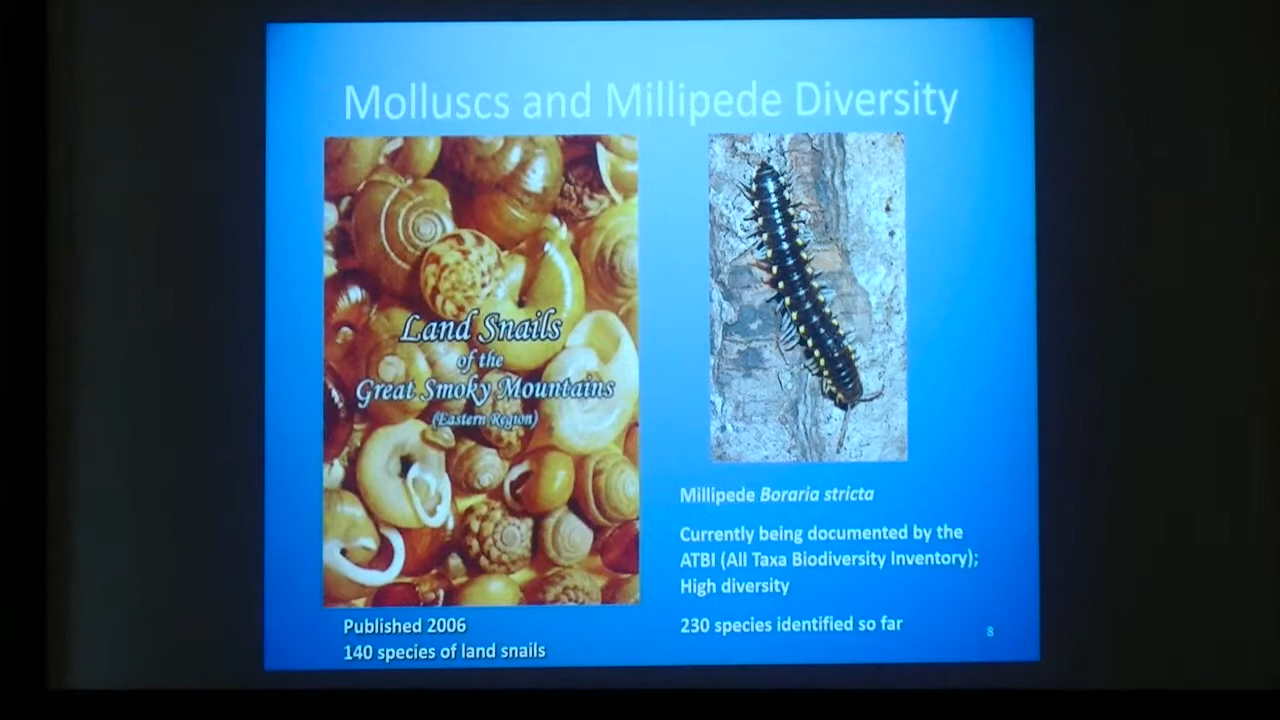 Molluscs and Millipede Diversity
Land Snails
of the
Great Smoky Mountains
(Eastern Region)
Published 2006
140 species of land snails
Millipede Boraria stricta
Currently being documented by the
ATBI (All Taxa Biodiversity Inventory);
High diversity
230 species identified so far
8